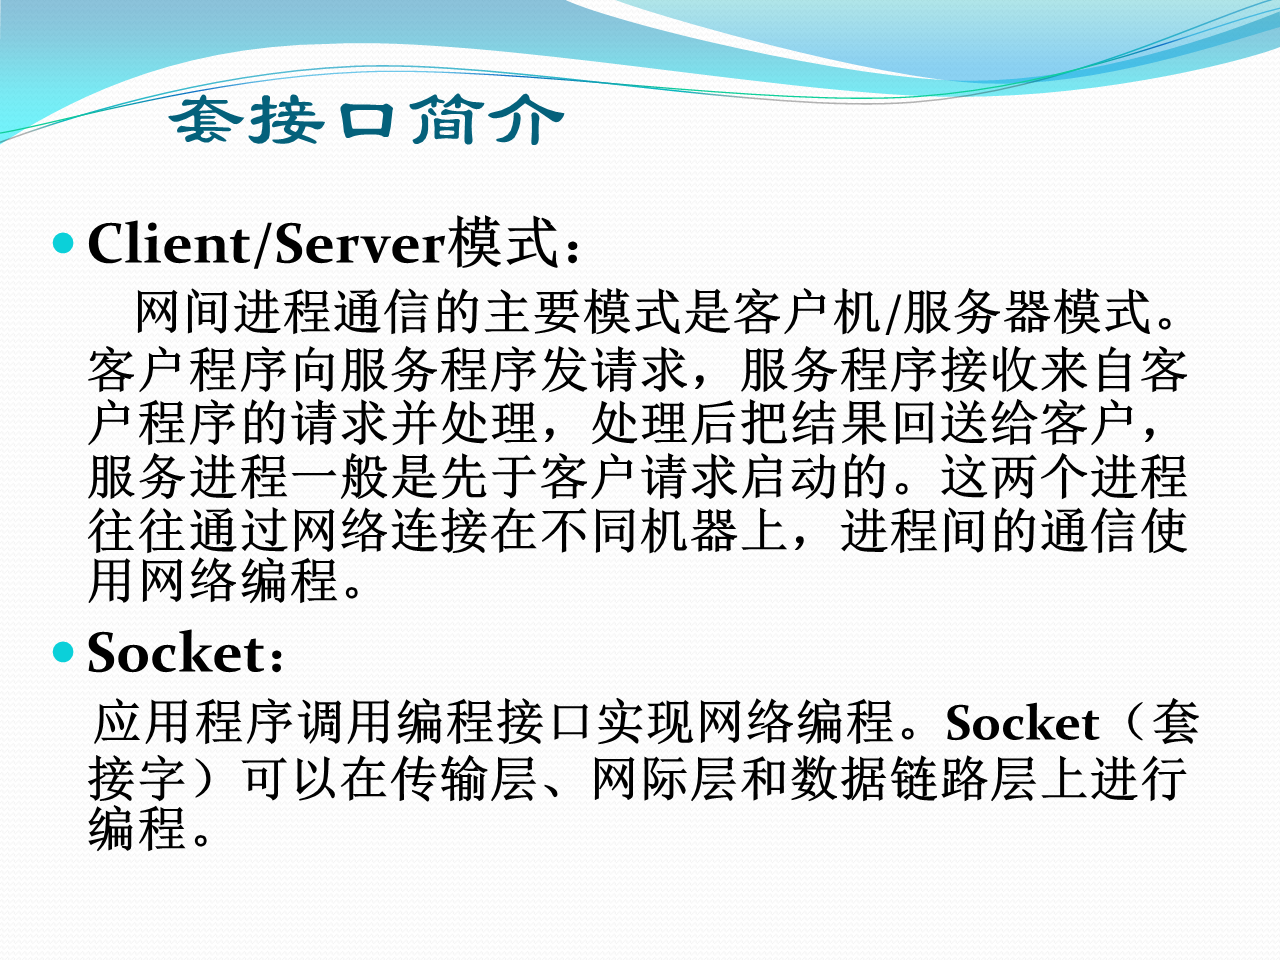 套接口简介
Client/Server模式：
网间进程通信的主要模式是客户机/服务器模式。
客户程序向服务程序发请求，服务程序接收来自客
户程序的请求并处理，处理后把结果回送给客户，
服务进程一般是先于客户请求启动的。这两个进程
往往通过网络连接在不同机器上，进程间的通信使
用网络编程。
Socket：
应用程序调用编程接口实现网络编程。Socket（套
接字）可以在传输层、网际层和数据链路层上进行
编程。